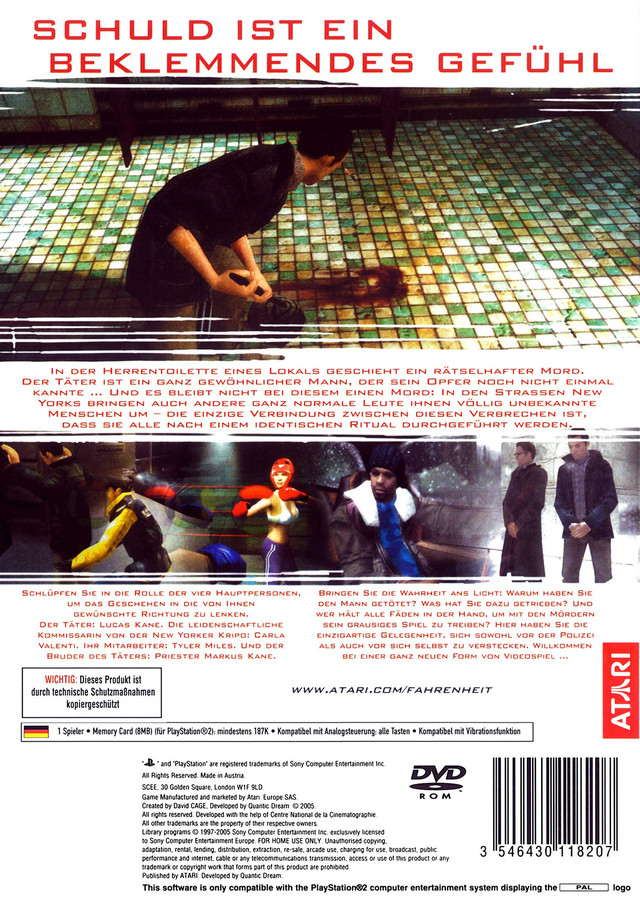 SCHULD IST EIN
BEKLEMMENDES GEFÜHL
IN DER HERRENTOILETTE EINES LOKALS GESCHIEHT EIN RÄTSELHAFTER MORD.
DER TÄTER IST EIN GANZ GEWÖHNLICHER MANN, DER SEIN OPFER NOCH NICHT EINMAL
KANNTE ... UND ES BLEIBT NICHT BEI DIESEM EINEN MORD: IN DEN STRASSEN NEW
YORKS BRINGEN AUCH ANDERE GANZ NORMALE LEUTE IHNEN VÖLLIG UNBEKANNTE
MENSCHEN UM – DIE EINZIGE VERBINDUNG ZWISCHEN DIESEN VERBRECHEN IST,
DASS SIE ALLE NACH EINEM IDENTISCHEN RITUAL DURCHGEFÜHRT WERDEN.
SCHLÜPFEN SIE IN DIE ROLLE DER VIER HAUPTPERSONEN,
UM DAS GESCHEHEN IN DIE VON IHNEN
GEWÜNSCHTE RICHTUNG ZU LENKEN.
DER TÄTER: LUCAS KANE. DIE LEIDENSCHAFTLICHE
KOMMISSARIN VON DER NEW YORKER KRIPO: CARLA
VALENTI. IHR MITARBEITER: TYLER MILES. UND DER
BRUDER DES TÄTERS: PRIESTER MARKUS KANE.
BRINGEN SIE DIE WAHRHEIT ANS LICHT: WARUM HABEN SIE
DEN MANN GETÖTET? WAS HAT SIE DAZU GETRIEBEN? UND
WER HÄLT ALLE FÄDEN IN DER HAND, UM MIT DEN MÖRDERN
SEIN GRAUSIGES SPIEL ZU TREIBEN? HIER HABEN SIE DIE
EINZIGARTIGE GELEGENHEIT, SICH SOWOHL VOR DER POLIZEI
ALS AUCH VOR SICH SELBST ZU VERSTECKEN. WILLKOMMEN
BEI EINER GANZ NEUEN FORM VON VIDEOSPIEL ...
WICHTIG: Dieses Produkt ist
durch technische Schutzmaßnahmen
kopiergeschützt
WWW.ATARI.COM/FAHRENHEIT
ATARI
1 Spieler • Memory Card (8MB) (für PlayStation®2): mindestens 187K • Kompatibel mit Analogsteuerung: alle Tasten • Kompatibel mit Vibrationsfunktion
" " and "PlayStation" are registered trademarks of Sony Computer Entertainment Inc.
All Rights Reserved. Made in Austria.
SCEE, 30 Golden Square, London W1F 9LD.
Game Manufactured and marketed by Atari Europe SAS.
Created by David CAGE, Developed by Quantic Dream © 2005.
All rights reserved. Developed with the help of Centre National de la Cinematographie.
All other trademarks are the property of their respective owners.
Library programs © 1997-2005 Sony Computer Entertainment Inc. exclusively licensed
to Sony Computer Entertainment Europe. FOR HOME USE ONLY. Unauthorised copying,
adaptation, rental, lending, distribution, extraction, re-sale, arcade use, charging for use, broadcast, public
performance and internet, cable or any telecommunications transmission, access or use of this product or any
trademark or copyright work that forms part of this product are prohibited.
Published by ATARI. Developed by Quantic Dream.
DVD
ROM
3 546430 118207
This software is only compatible with the PlayStation®2 computer entertainment system displaying the PAL logo